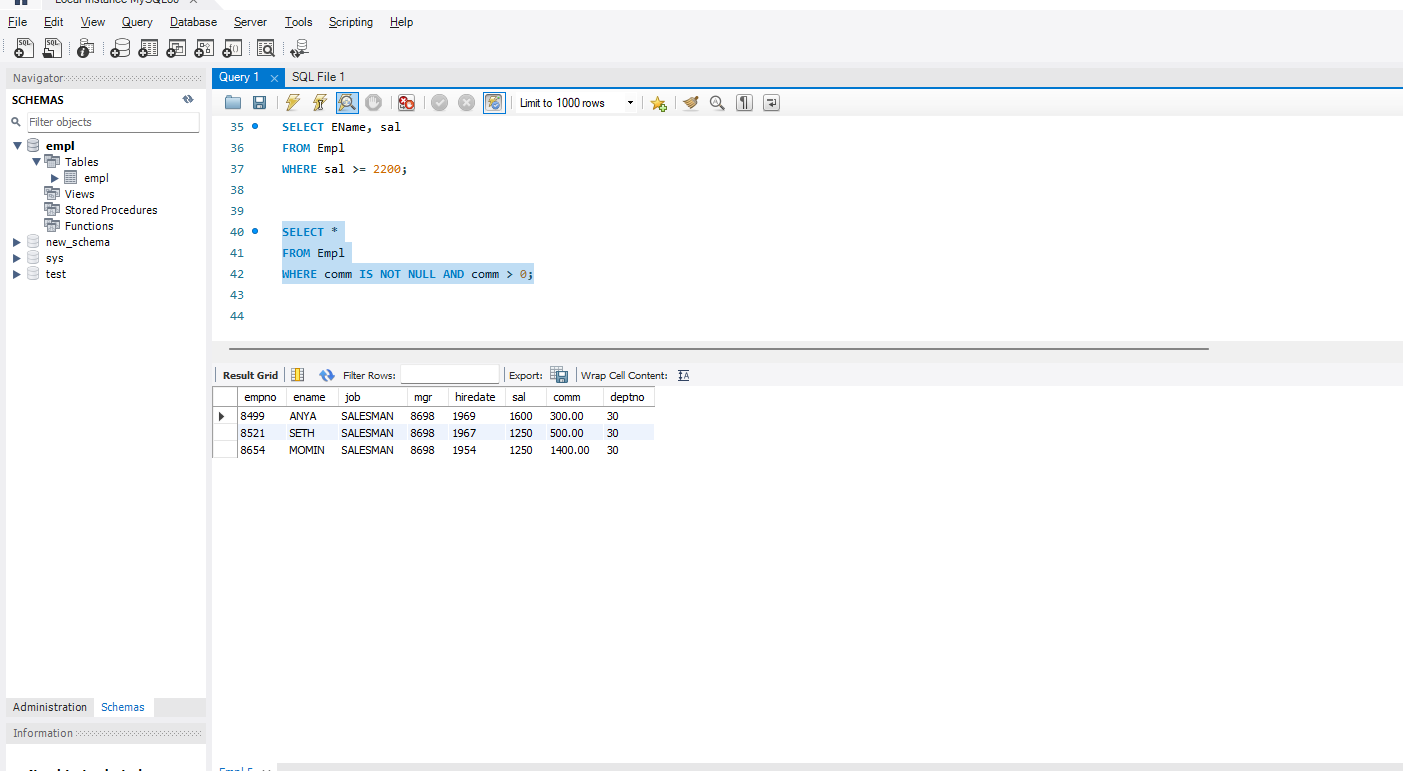 File Edit View Query Database Server Tools Scripting Help
Navigator
Query 1 SQL File 1
SCHEMAS
Limit to 1000 rows
Filter objects
empl
Tables
empl
Views
Stored Procedures
Functions
new_schema
sys
test
35 SELECT EName, sal
36 FROM Empl
37 WHERE sal >= 2200;
38
39
40 SELECT *
41 FROM Empl
42 WHERE comm IS NOT NULL AND comm > 0;
43
44
Result Grid Filter Rows: Export: Wrap Cell Content:
empno ename job mgr hiredate sal comm deptno
8499 ANYA SALESMAN 8698 1969 1600 300.00 30
8521 SETH SALESMAN 8698 1967 1250 500.00 30
8654 MOMIN SALESMAN 8698 1954 1250 1400.00 30
Administration Schemas
Information